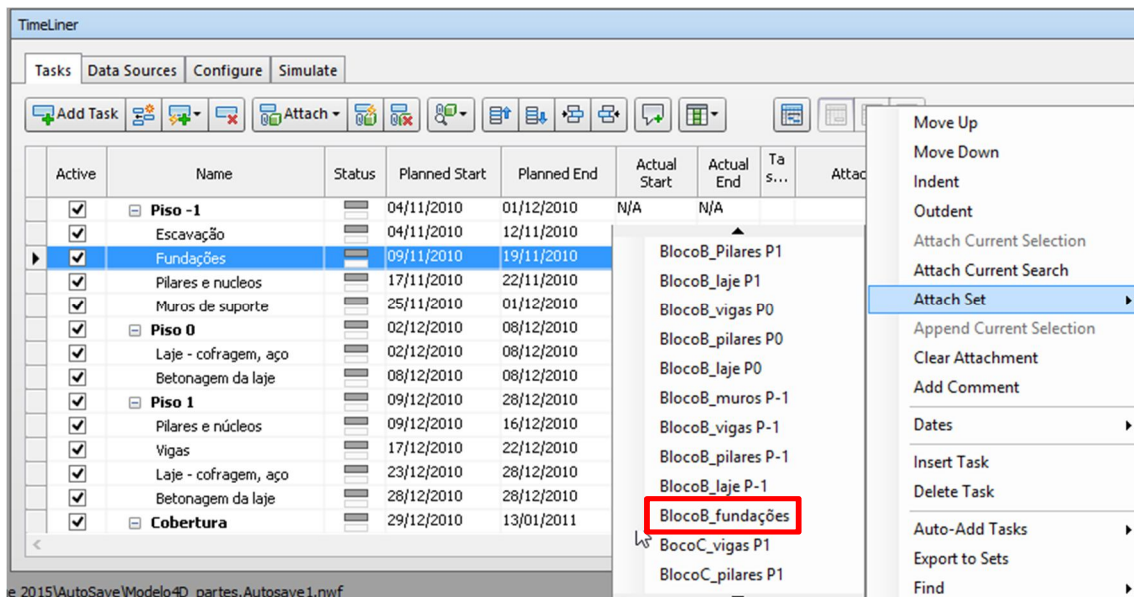 TimeLiner
Tasks Data Sources Configure Simulate
Add Task Attach
Active Name Status Planned Start Planned End Actual Start Actual End Ta s... Attac
Piso -1 04/11/2010 01/12/2010 N/A N/A
Escavação 04/11/2010 12/11/2010
Fundações 09/11/2010 19/11/2010
Pilares e nucleos 17/11/2010 22/11/2010
Muros de suporte 25/11/2010 01/12/2010
Piso 0 02/12/2010 08/12/2010
Laje - cofragem, aço 02/12/2010 08/12/2010
Betonagem da laje 08/12/2010 08/12/2010
Piso 1 09/12/2010 28/12/2010
Pilares e núcleos 09/12/2010 16/12/2010
Vigas 17/12/2010 22/12/2010
Laje - cofragem, aço 23/12/2010 28/12/2010
Betonagem da laje 28/12/2010 28/12/2010
Cobertura 29/12/2010 13/01/2011
BlocoB_Pilares P1
BlocoB_laje P1
BlocoB_vigas P0
BlocoB_pilares P0
BlocoB_laje P0
BlocoB_muros P-1
BlocoB_vigas P-1
BlocoB_pilares P-1
BlocoB_laje P-1
BlocoB_fundações
BocoC_vigas P1
BlocoC_pilares P1
Move Up
Move Down
Indent
Outdent
Attach Current Selection
Attach Current Search
Attach Set
Append Current Selection
Clear Attachment
Add Comment
Dates
Insert Task
Delete Task
Auto-Add Tasks
Export to Sets
Find
e 2015\AutoSave\Modelo4D_partes.Autosave1.nwf